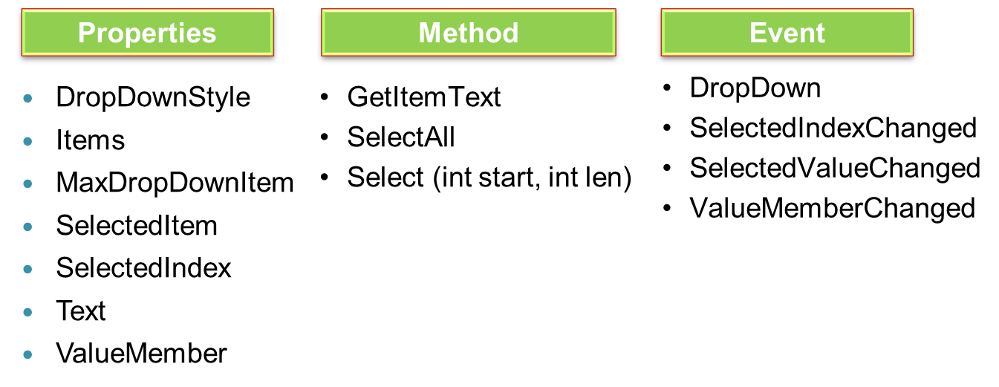 Properties
• DropDownStyle
• Items
• MaxDropDownItem
• SelectedItem
• SelectedIndex
• Text
• ValueMember
Method
• GetItemText
• SelectAll
• Select (int start, int len)
Event
• DropDown
• SelectedIndexChanged
• SelectedValueChanged
• ValueMemberChanged